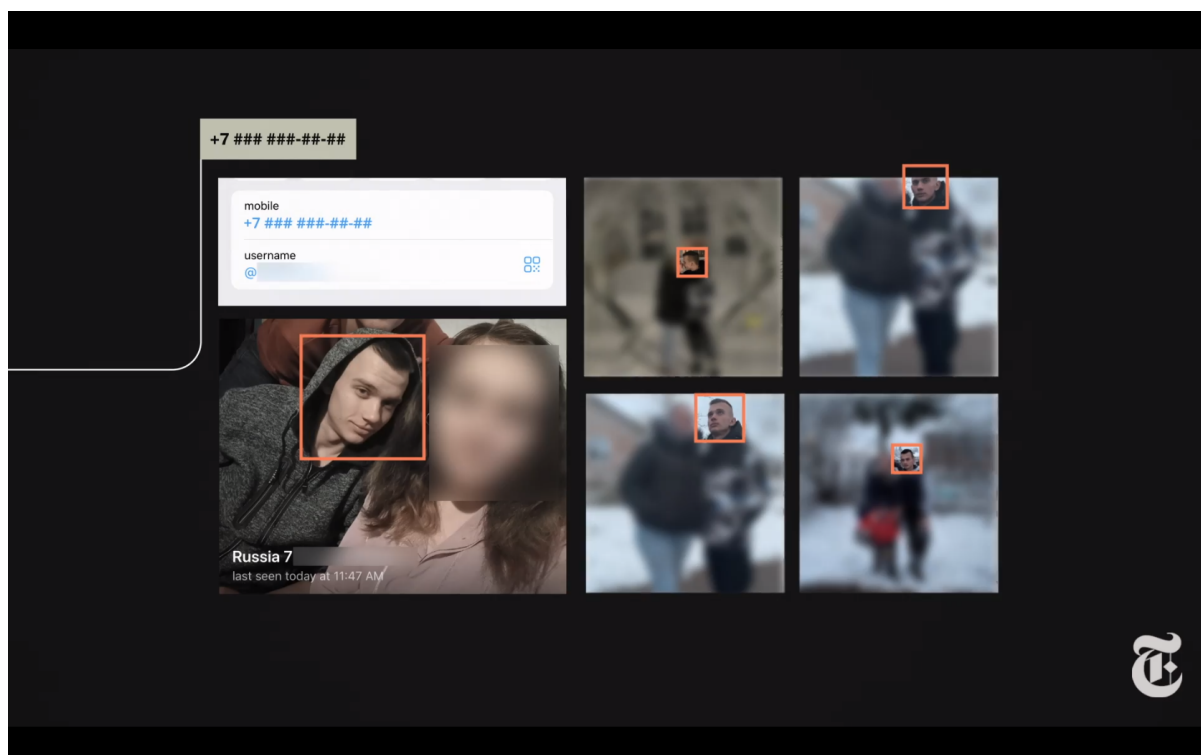 +7 ### ###-##-##
mobile
+7 ### ###-##-##
username
@
Russia 7
last seen today at 11:47 AM